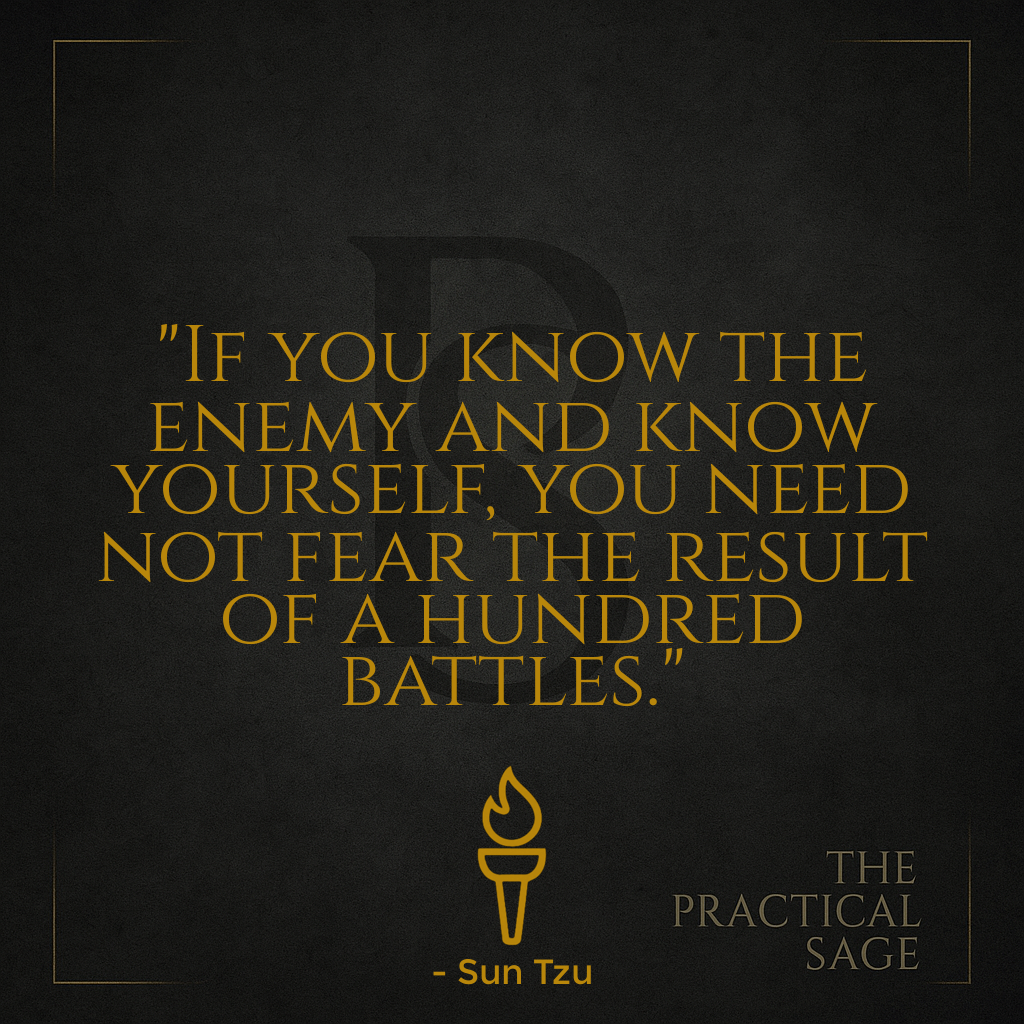 "If you know the
enemy and know
yourself, you need
not fear the result
of a hundred
battles."
- Sun Tzu
THE
PRACTICAL
SAGE